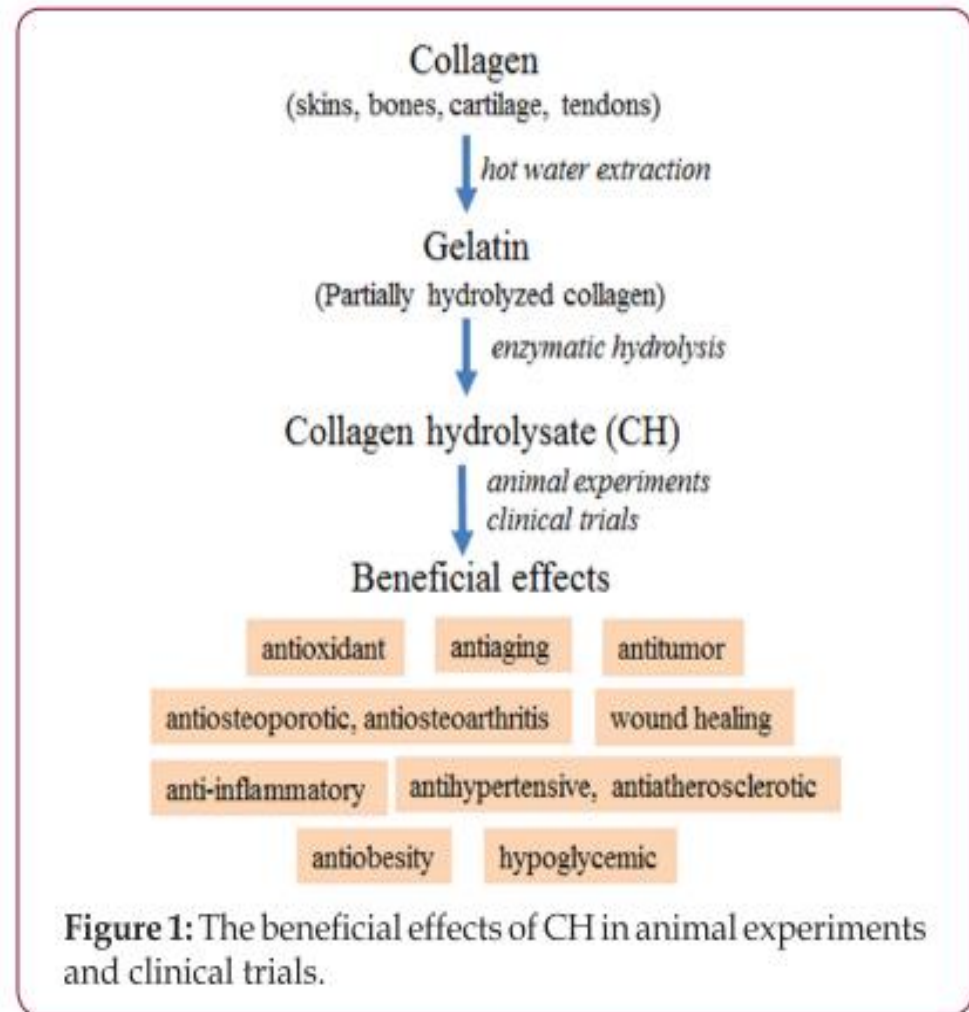 Collagen
(skins, bones, cartilage, tendons)
hot water extraction
Gelatin
(Partially hydrolyzed collagen)
enzymatic hydrolysis
Collagen hydrolysate (CH)
animal experiments
clinical trials
Beneficial effects
antioxidant antiaging antitumor
antiosteoporotic, antiosteoarthritis wound healing
anti-inflammatory antihypertensive, antiatherosclerotic
antiobesity hypoglycemic
Figure 1: The beneficial effects of CH in animal experiments
and clinical trials.